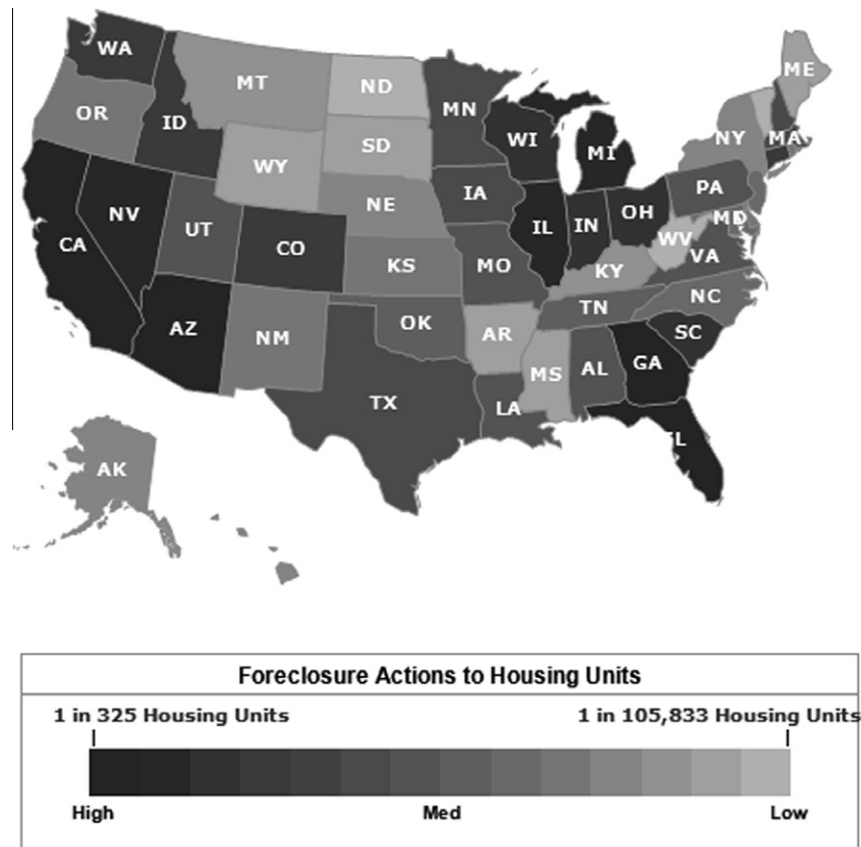 WA
MT
ND
MN
ME
OR
ID
WY
SD
WI
MI
NY
MA
NV
UT
CO
NE
IA
IL
IN
OH
PA
MD
CA
KS
MO
KY
WV
VA
AZ
NM
OK
AR
TN
NC
SC
TX
LA
MS
AL
GA
FL
AK
Foreclosure Actions to Housing Units
1 in 325 Housing Units 1 in 105,833 Housing Units
High Med Low